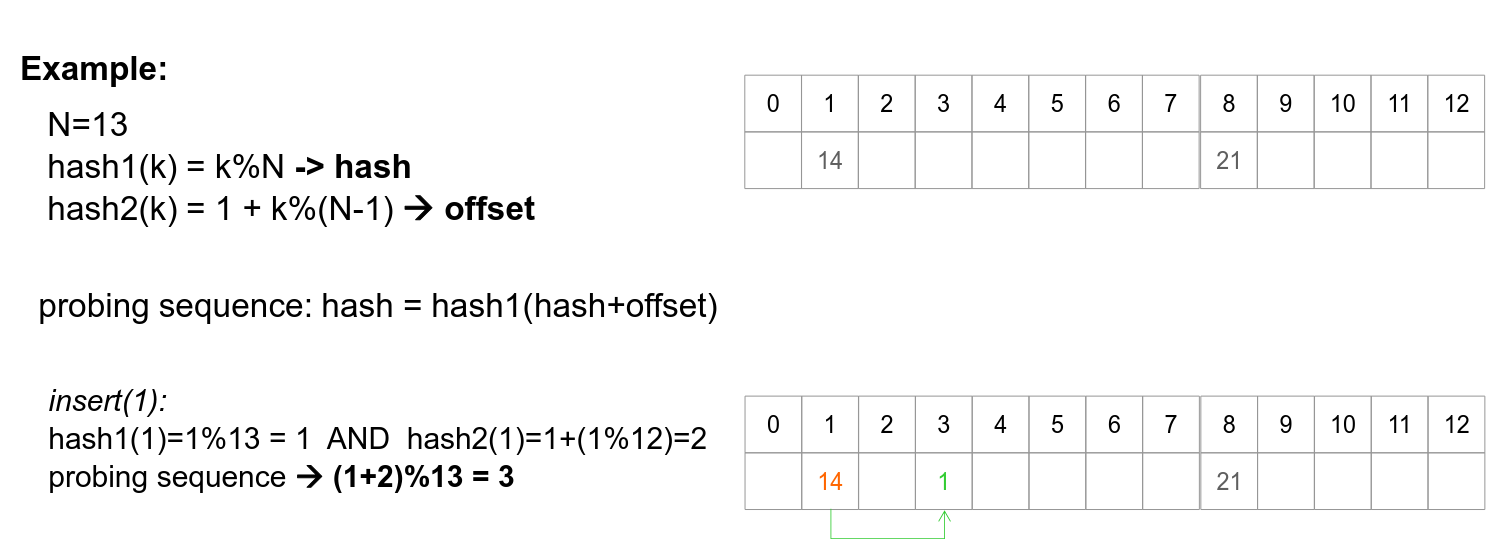 Example:
N=13
hash1(k) = k%N -> hash
hash2(k) = 1 + k%(N-1) → offset
probing sequence: hash = hash1(hash+offset)
insert(1):
hash1(1)=1%13 = 1 AND hash2(1)=1+(1%12)=2
probing sequence → (1+2)%13 = 3
0 1 2 3 4 5 6 7 8 9 10 11 12
14 21
0 1 2 3 4 5 6 7 8 9 10 11 12
14 1 21